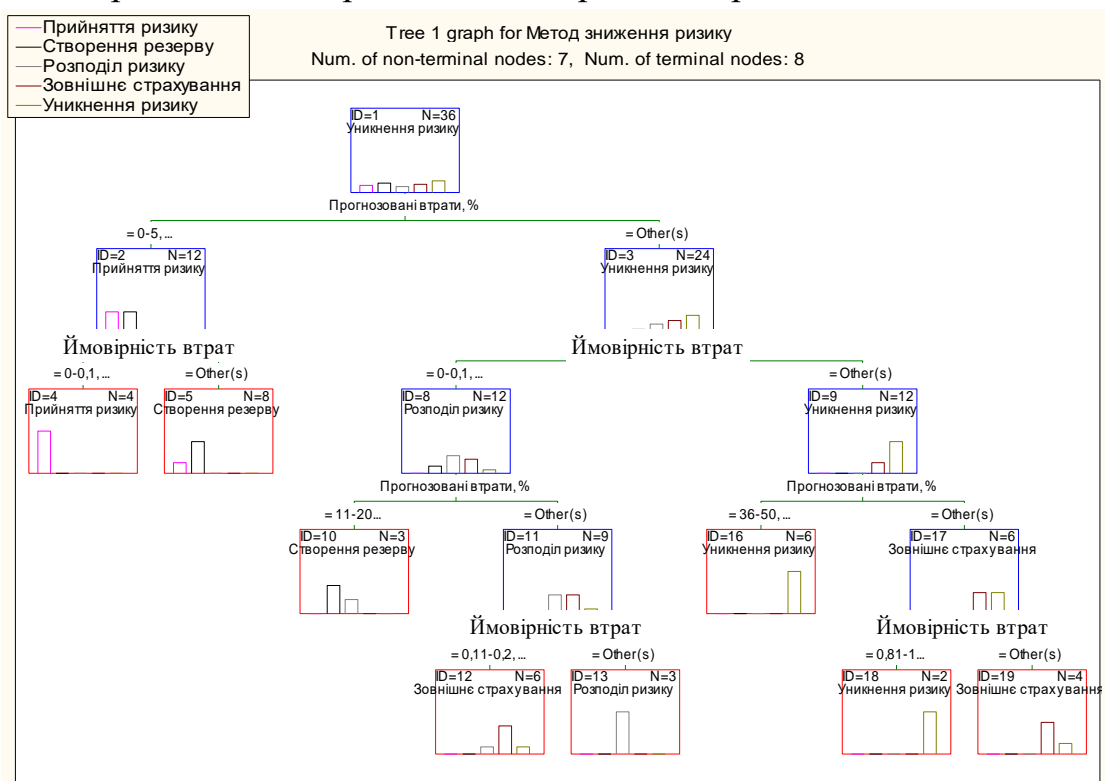 Прийняття ризику
Створення резерву
Розподіл ризику
Зовнішнє страхування
Уникнення ризику
Tree 1 graph for Метод зниження ризику
Num. of non-terminal nodes: 7, Num. of terminal nodes: 8
ID=1 N=36
Уникнення ризику
Прогнозовані втрати, %
= 0-5, ...
= Other(s)
ID=2 N=12
Прийняття ризику
ID=3 N=24
Уникнення ризику
Ймовірність втрат
Ймовірність втрат
= 0-0,1, ...
= Other(s)
= 0-0,1, ...
= Other(s)
ID=4 N=4
Прийняття ризику
ID=5 N=8
Створення резерву
ID=8 N=12
Розподіл ризику
ID=9 N=12
Уникнення ризику
Прогнозовані втрати, %
Прогнозовані втрати, %
= 11-20...
= Other(s)
= 36-50, ...
= Other(s)
ID=10 N=3
Створення резерву
ID=11 N=9
Розподіл ризику
ID=16 N=6
Уникнення ризику
ID=17 N=6
Зовнішнє страхування
Ймовірність втрат
Ймовірність втрат
= 0,11-0,2, ...
= Other(s)
= 0,81-1...
= Other(s)
ID=12 N=6
Зовнішнє страхування
ID=13 N=3
Розподіл ризику
ID=18 N=2
Уникнення ризику
ID=19 N=4
Зовнішнє страхування